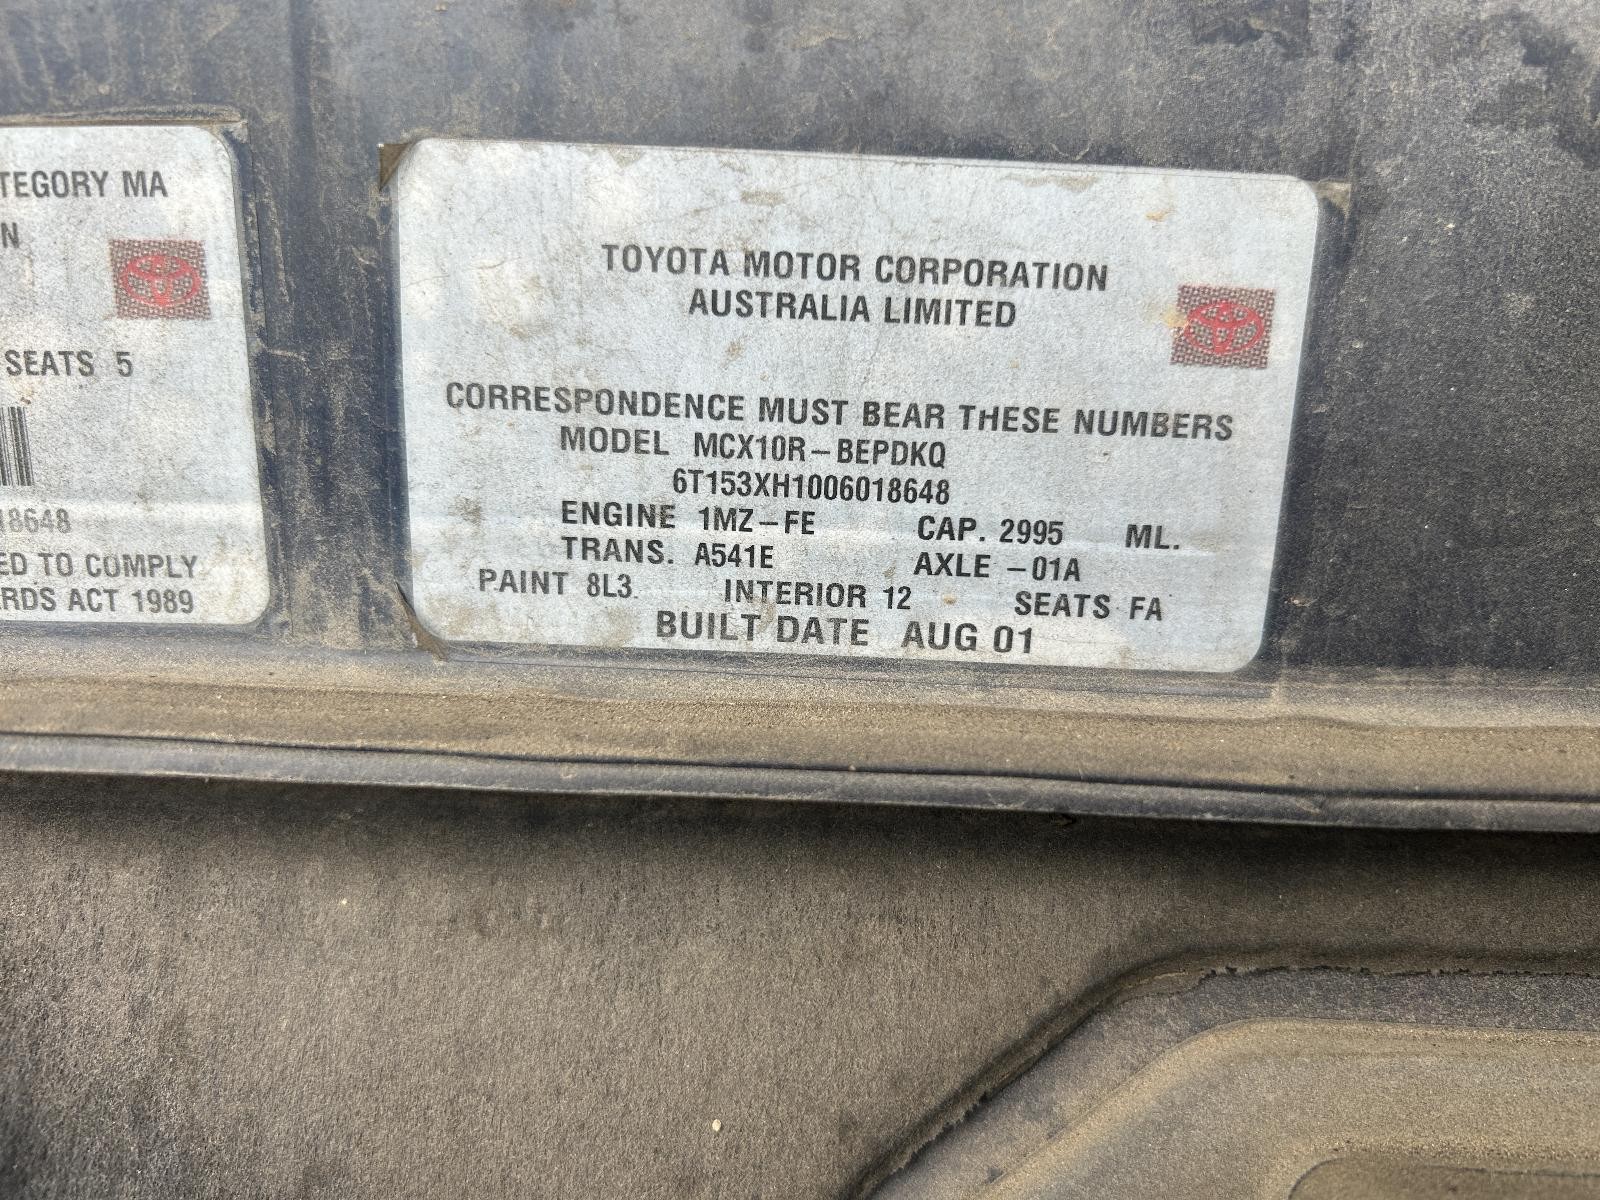 TEGORY MA
N
SEATS 5
18648
ED TO COMPLY
RDS ACT 1989
TOYOTA MOTOR CORPORATION
AUSTRALIA LIMITED
CORRESPONDENCE MUST BEAR THESE NUMBERS
MODEL MCX10R-BEPDKQ
6T153XH1006018648
ENGINE 1MZ-FE CAP. 2995 ML.
TRANS. A541E AXLE -01A
PAINT 8L3 INTERIOR 12 SEATS FA
BUILT DATE AUG 01